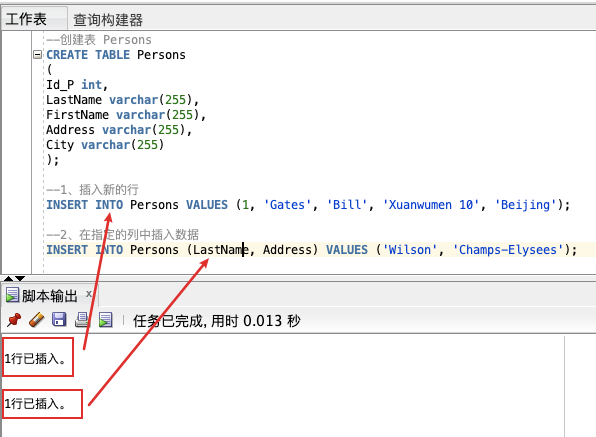 工作表 查询构建器
--创建表 Persons
CREATE TABLE Persons
(
Id_P int,
LastName varchar(255),
FirstName varchar(255),
Address varchar(255),
City varchar(255)
);
--1、插入新的行
INSERT INTO Persons VALUES (1, 'Gates', 'Bill', 'Xuanwumen 10', 'Beijing');
--2、在指定的列中插入数据
INSERT INTO Persons (LastName, Address) VALUES ('Wilson', 'Champs-Elysees');
脚本输出 x
任务已完成, 用时 0.013 秒
1行已插入。
1行已插入。